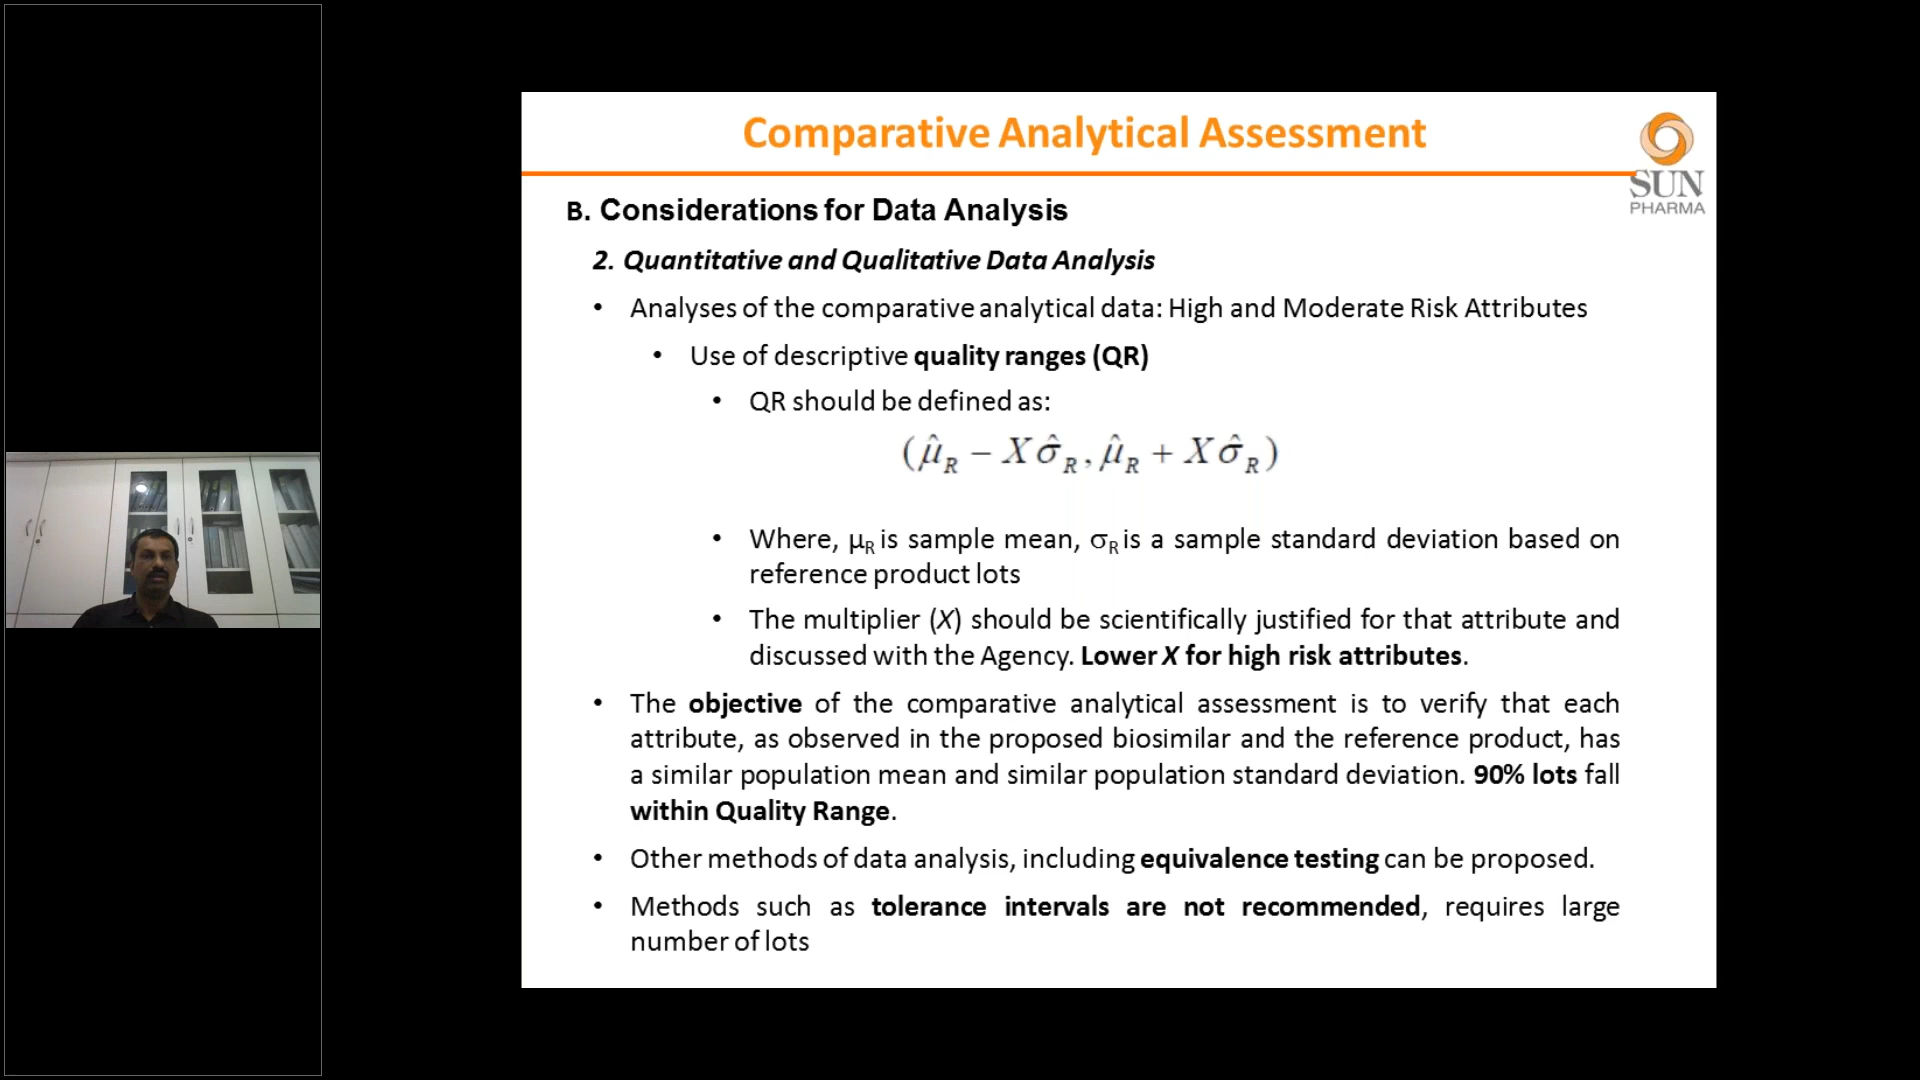 Comparative Analytical Assessment
SUN
PHARMA
B. Considerations for Data Analysis
2. Quantitative and Qualitative Data Analysis
• Analyses of the comparative analytical data: High and Moderate Risk Attributes
• Use of descriptive quality ranges (QR)
• QR should be defined as:
(μ̂_R − Xσ̂_R, μ̂_R + Xσ̂_R)
• Where, μ_R is sample mean, σ_R is a sample standard deviation based on
reference product lots
• The multiplier (X) should be scientifically justified for that attribute and
discussed with the Agency. Lower X for high risk attributes.
• The objective of the comparative analytical assessment is to verify that each
attribute, as observed in the proposed biosimilar and the reference product, has
a similar population mean and similar population standard deviation. 90% lots fall
within Quality Range.
• Other methods of data analysis, including equivalence testing can be proposed.
• Methods such as tolerance intervals are not recommended, requires large
number of lots